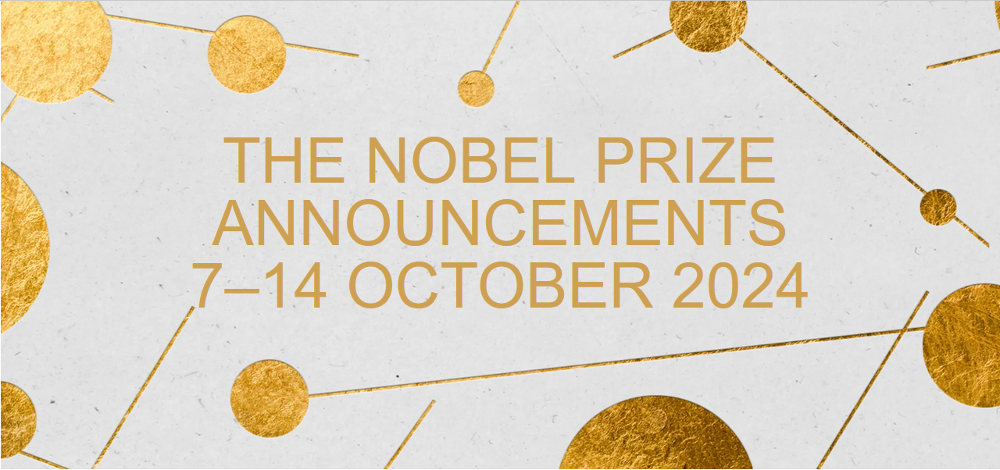 THE NOBEL PRIZE
ANNOUNCEMENTS
7–14 OCTOBER 2024